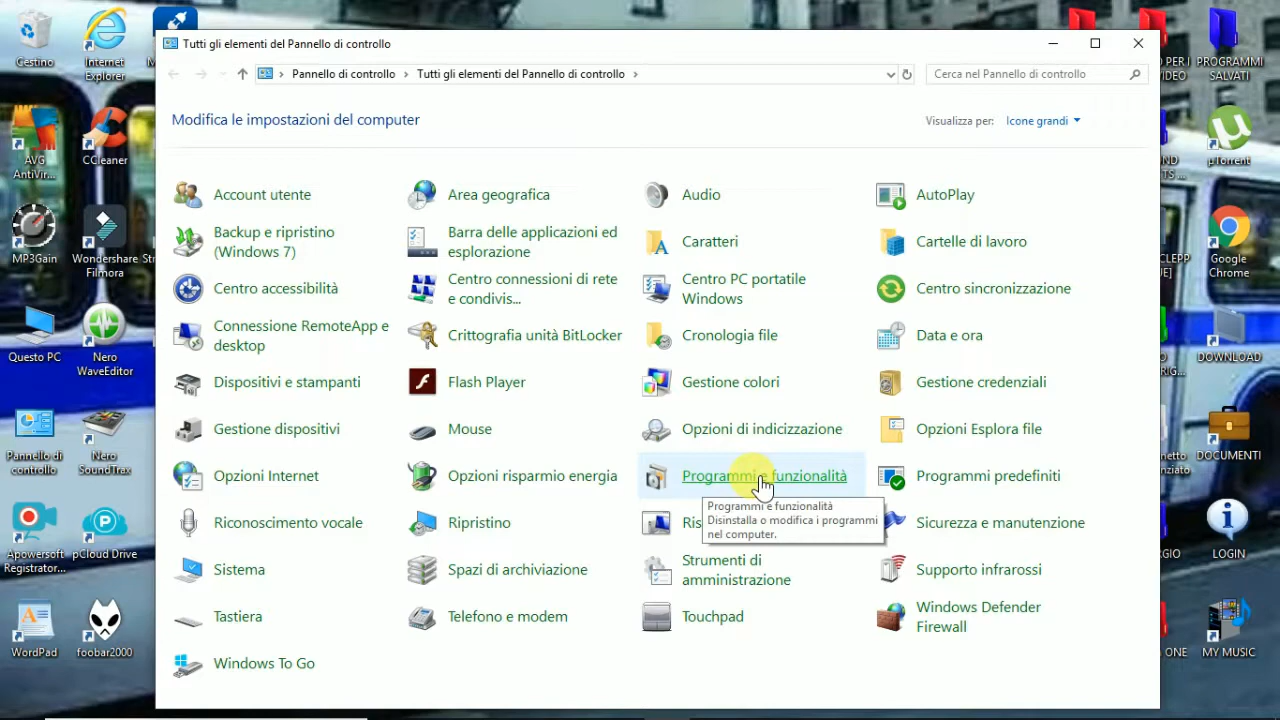 Tutti gli elementi del Pannello di controllo
Pannello di controllo
Tutti gli elementi del Pannello di controllo
Cerca nel Pannello di controllo
Modifica le impostazioni del computer
Visualizza per:
Icone grandi
Account utente
Area geografica
Audio
AutoPlay
Backup e ripristino
(Windows 7)
Barra delle applicazioni ed
esplorazione
Caratteri
Cartelle di lavoro
Centro accessibilità
Centro connessioni di rete
e condivis...
Centro PC portatile
Windows
Centro sincronizzazione
Connessione RemoteApp e
desktop
Crittografia unità BitLocker
Cronologia file
Data e ora
Dispositivi e stampanti
Flash Player
Gestione colori
Gestione credenziali
Gestione dispositivi
Mouse
Opzioni di indicizzazione
Opzioni Esplora file
Opzioni Internet
Opzioni risparmio energia
Programmi e funzionalità
Programmi predefiniti
Programmi e funzionalità
Disinstalla o modifica i programmi
nel computer.
Riconoscimento vocale
Ripristino
Sicurezza e manutenzione
Sistema
Spazi di archiviazione
Strumenti di
amministrazione
Supporto infrarossi
Tastiera
Telefono e modem
Touchpad
Windows Defender
Firewall
Windows To Go
Cestino
Internet
Explorer
AVG
AntiVir...
CCleaner
MP3Gain
Wondershare
Filmora
Questo PC
Nero
WaveEditor
Pannello di
controllo
Nero
SoundTrax
Apowersoft
Registrator...
pCloud Drive
WordPad
foobar2000
PROGRAMMI
SALVATI
µTorrent
Google
Chrome
DOWNLOAD
DOCUMENTI
LOGIN
MY MUSIC